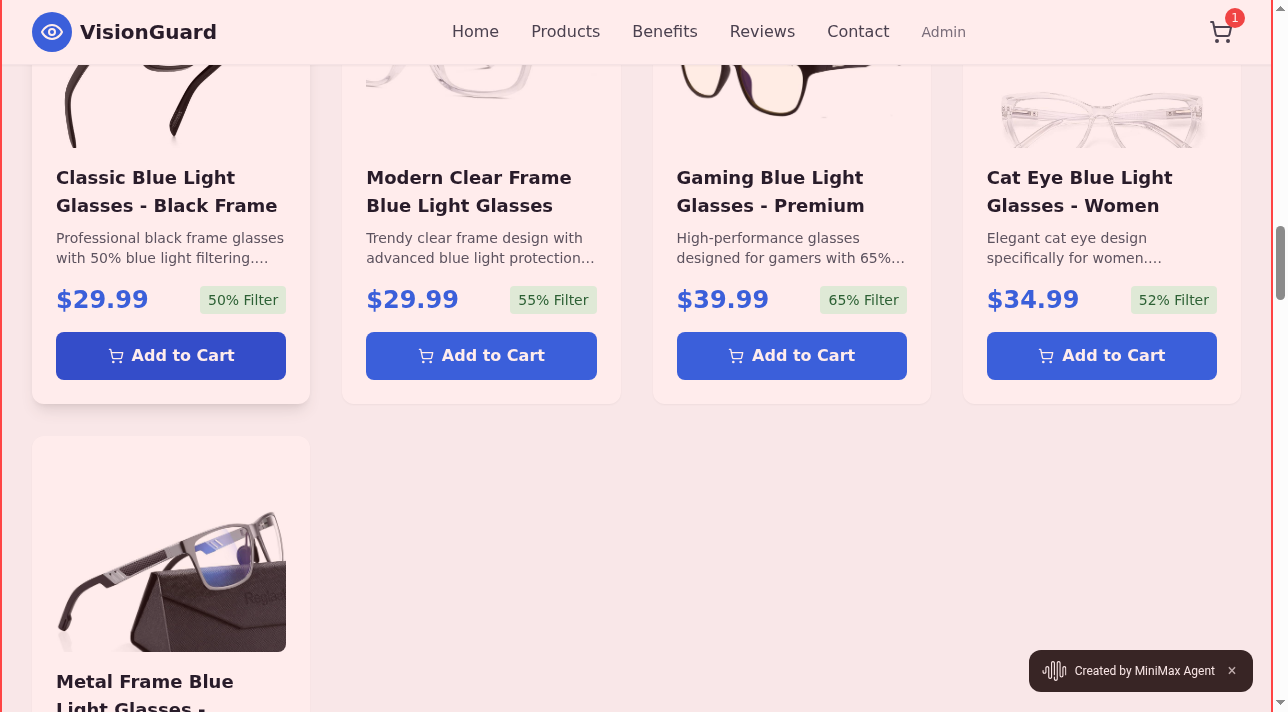 VisionGuard
Home
Products
Benefits
Reviews
Contact
Admin
1
Classic Blue Light
Glasses - Black Frame
Professional black frame glasses
with 50% blue light filtering....
$29.99
50% Filter
Add to Cart
Modern Clear Frame
Blue Light Glasses
Trendy clear frame design with
advanced blue light protection...
$29.99
55% Filter
Add to Cart
Gaming Blue Light
Glasses - Premium
High-performance glasses
designed for gamers with 65%...
$39.99
65% Filter
Add to Cart
Cat Eye Blue Light
Glasses - Women
Elegant cat eye design
specifically for women....
$34.99
52% Filter
Add to Cart
Metal Frame Blue
Light Glasses -
Created by MiniMax Agent